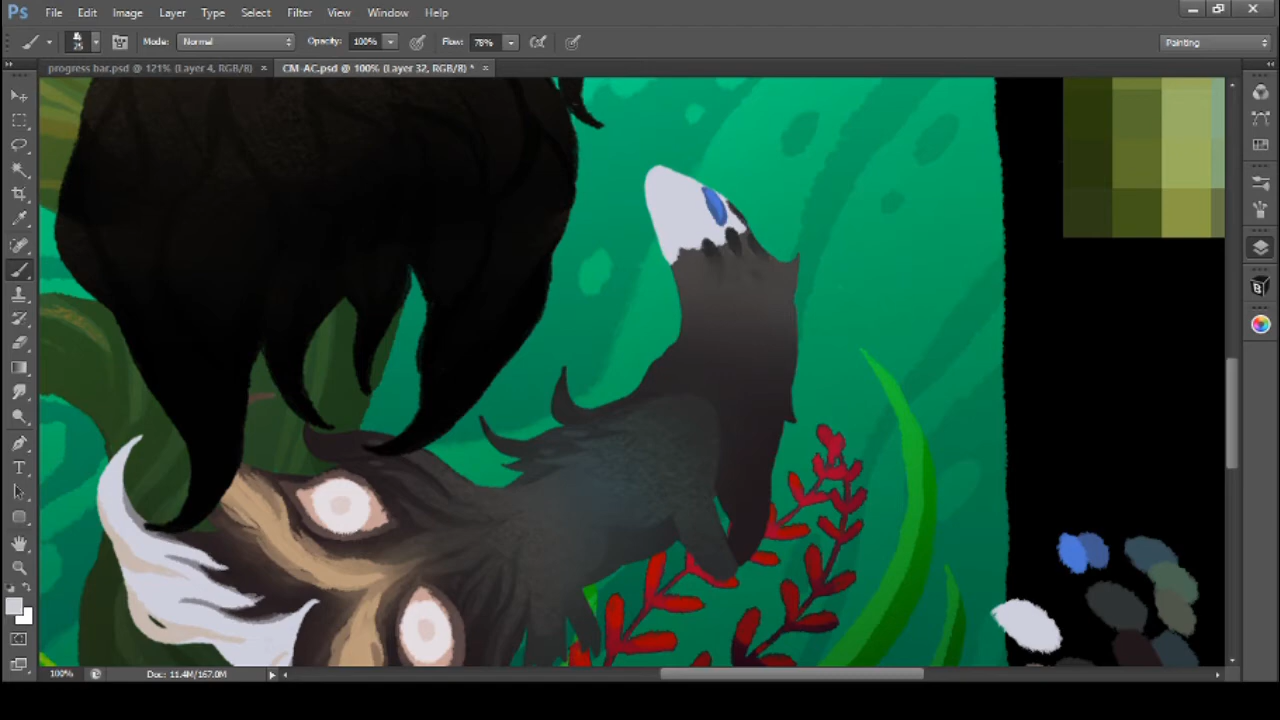 Ps File Edit Image Layer Type Select Filter View Window Help
25 Mode: Normal Opacity: 100% Flow: 78% Painting
progress bar.psd @ 121% (Layer 4, RGB/8) × CM-AC.psd @ 100% (Layer 32, RGB/8) * ×
100% Doc: 11.4M/167.0M